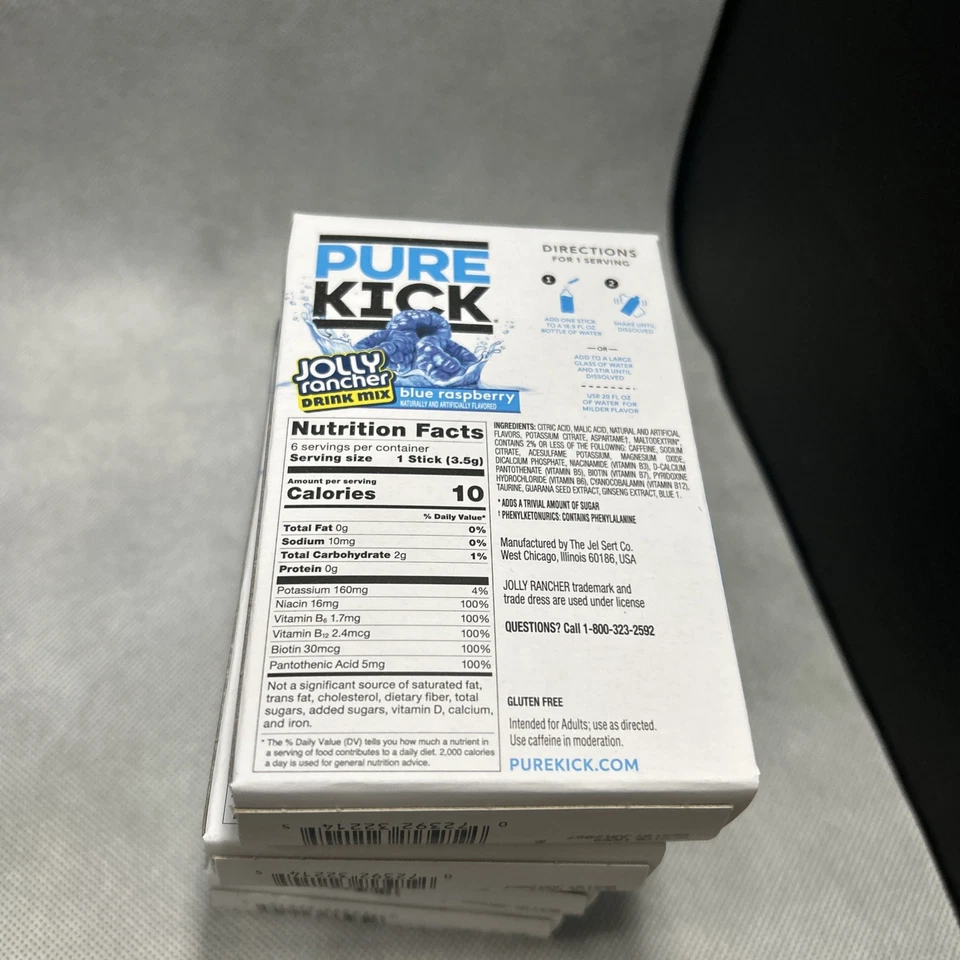 PURE
KICK
JOLLY
rancher
DRINK MIX
blue raspberry
NATURALLY AND ARTIFICIALLY FLAVORED
DIRECTIONS
FOR 1 SERVING
1
2
ADD ONE STICK
TO A 16.9 FL OZ
BOTTLE OF WATER
SHAKE UNTIL
DISSOLVED
— OR —
ADD TO A LARGE
GLASS OF WATER
AND STIR UNTIL
DISSOLVED
USE 20 FL OZ
OF WATER FOR
MILDER FLAVOR
Nutrition Facts
6 servings per container
Serving size 1 Stick (3.5g)
Amount per serving
Calories 10
% Daily Value*
Total Fat 0g 0%
Sodium 10mg 0%
Total Carbohydrate 2g 1%
Protein 0g
Potassium 160mg 4%
Niacin 16mg 100%
Vitamin B₆ 1.7mg 100%
Vitamin B₁₂ 2.4mcg 100%
Biotin 30mcg 100%
Pantothenic Acid 5mg 100%
Not a significant source of saturated fat,
trans fat, cholesterol, dietary fiber, total
sugars, added sugars, vitamin D, calcium,
and iron.
* The % Daily Value (DV) tells you how much a nutrient in
a serving of food contributes to a daily diet. 2,000 calories
a day is used for general nutrition advice.
INGREDIENTS: CITRIC ACID, MALIC ACID, NATURAL AND ARTIFICIAL
FLAVORS, POTASSIUM CITRATE, ASPARTAME†, MALTODEXTRIN*,
CONTAINS 2% OR LESS OF THE FOLLOWING: CAFFEINE, SODIUM
CITRATE, ACESULFAME POTASSIUM, MAGNESIUM OXIDE,
DICALCIUM PHOSPHATE, NIACINAMIDE (VITAMIN B3), D-CALCIUM
PANTOTHENATE (VITAMIN B5), BIOTIN (VITAMIN B7), PYRIDOXINE
HYDROCHLORIDE (VITAMIN B6), CYANOCOBALAMIN (VITAMIN B12),
TAURINE, GUARANA SEED EXTRACT, GINSENG EXTRACT, BLUE 1.
* ADDS A TRIVIAL AMOUNT OF SUGAR
† PHENYLKETONURICS: CONTAINS PHENYLALANINE
Manufactured by The Jel Sert Co.
West Chicago, Illinois 60186, USA
JOLLY RANCHER trademark and
trade dress are used under license
QUESTIONS? Call 1-800-323-2592
GLUTEN FREE
Intended for Adults; use as directed.
Use caffeine in moderation.
PUREKICK.COM
0 72392 32214 5
0 72392 32214 5